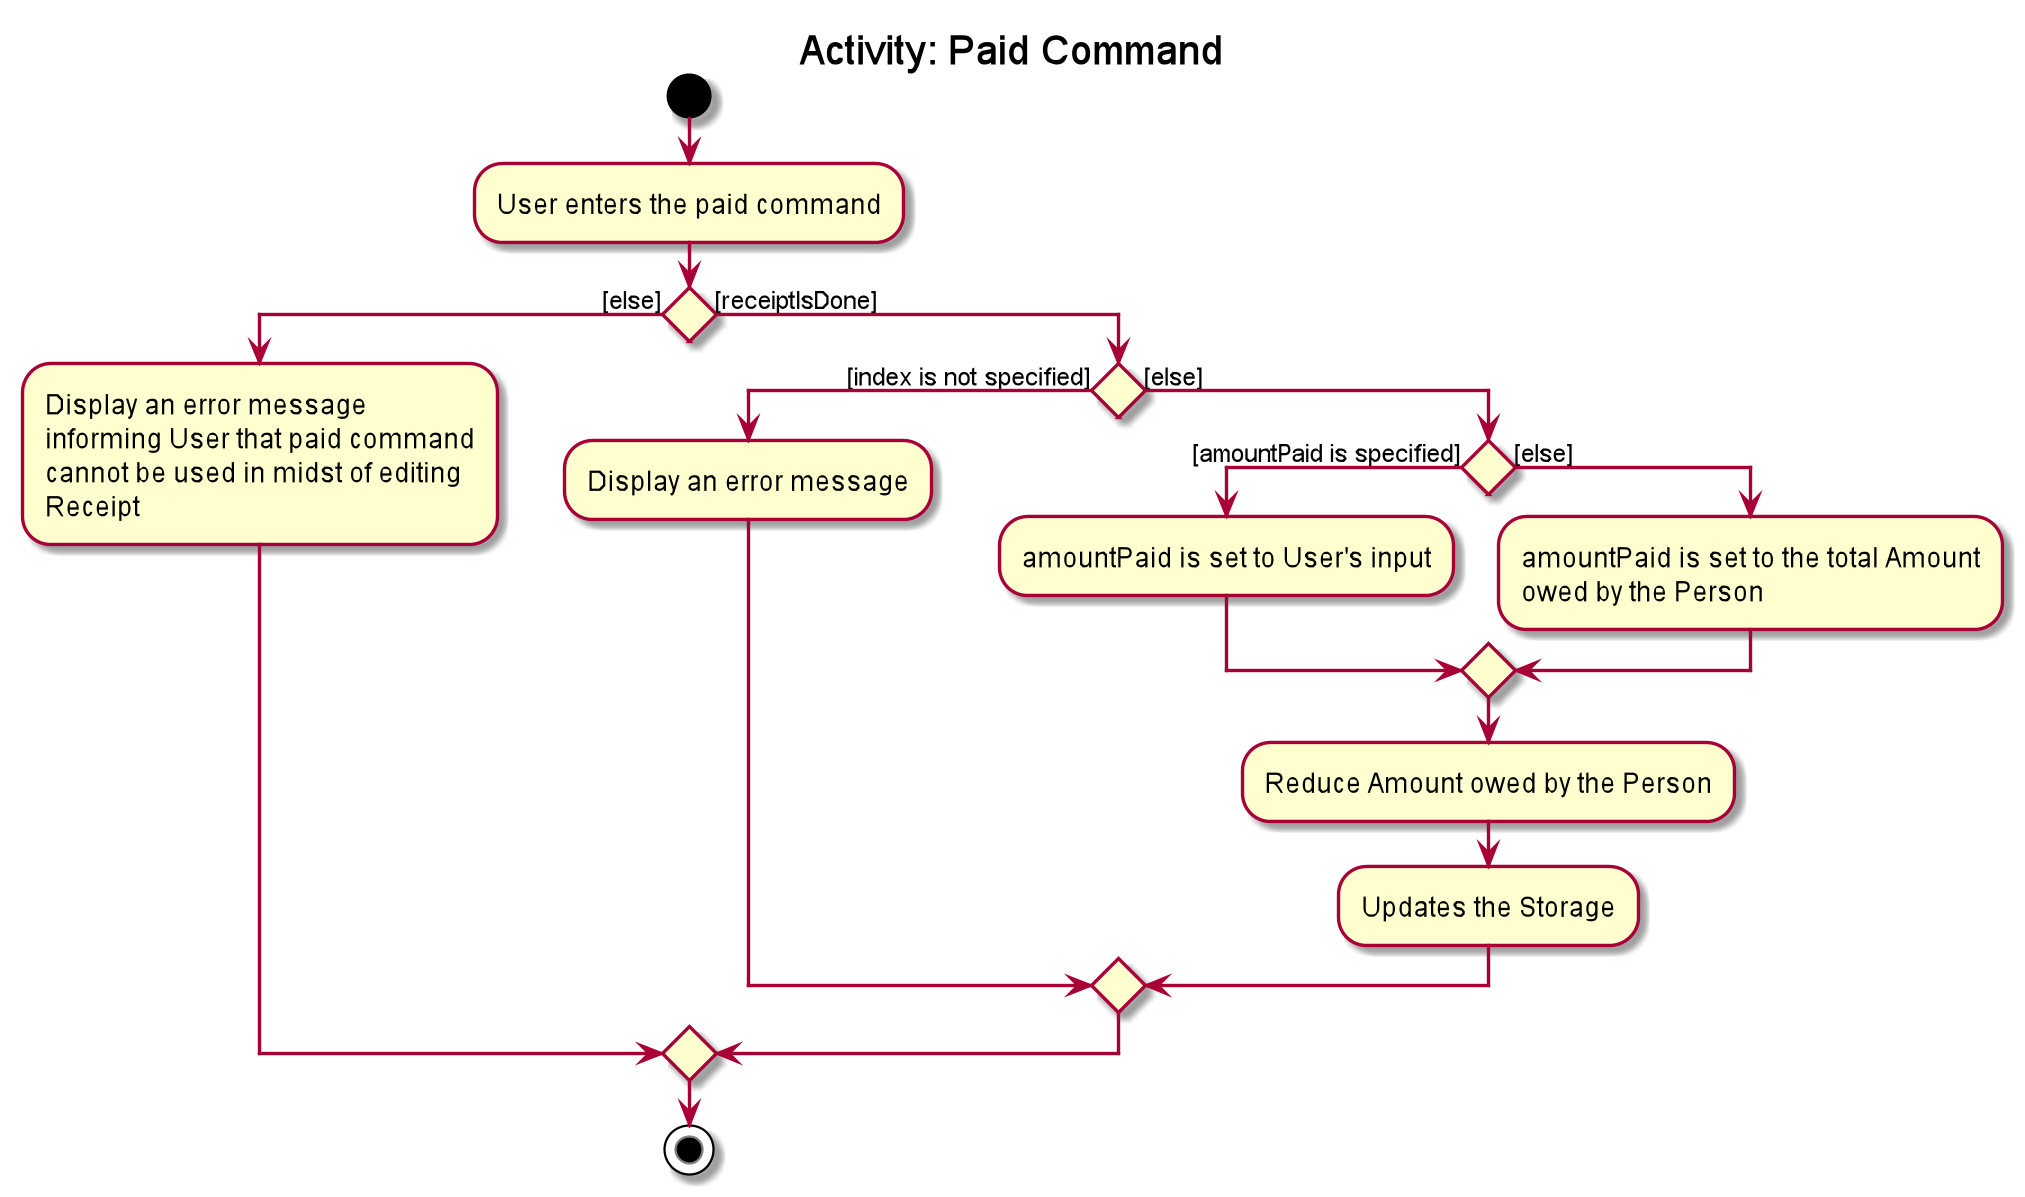 Activity: Paid Command
User enters the paid command
[else]
[receiptIsDone]
Display an error message
informing User that paid command
cannot be used in midst of editing
Receipt
[index is not specified]
[else]
Display an error message
[amountPaid is specified]
[else]
amountPaid is set to User's input
amountPaid is set to the total Amount
owed by the Person
Reduce Amount owed by the Person
Updates the Storage